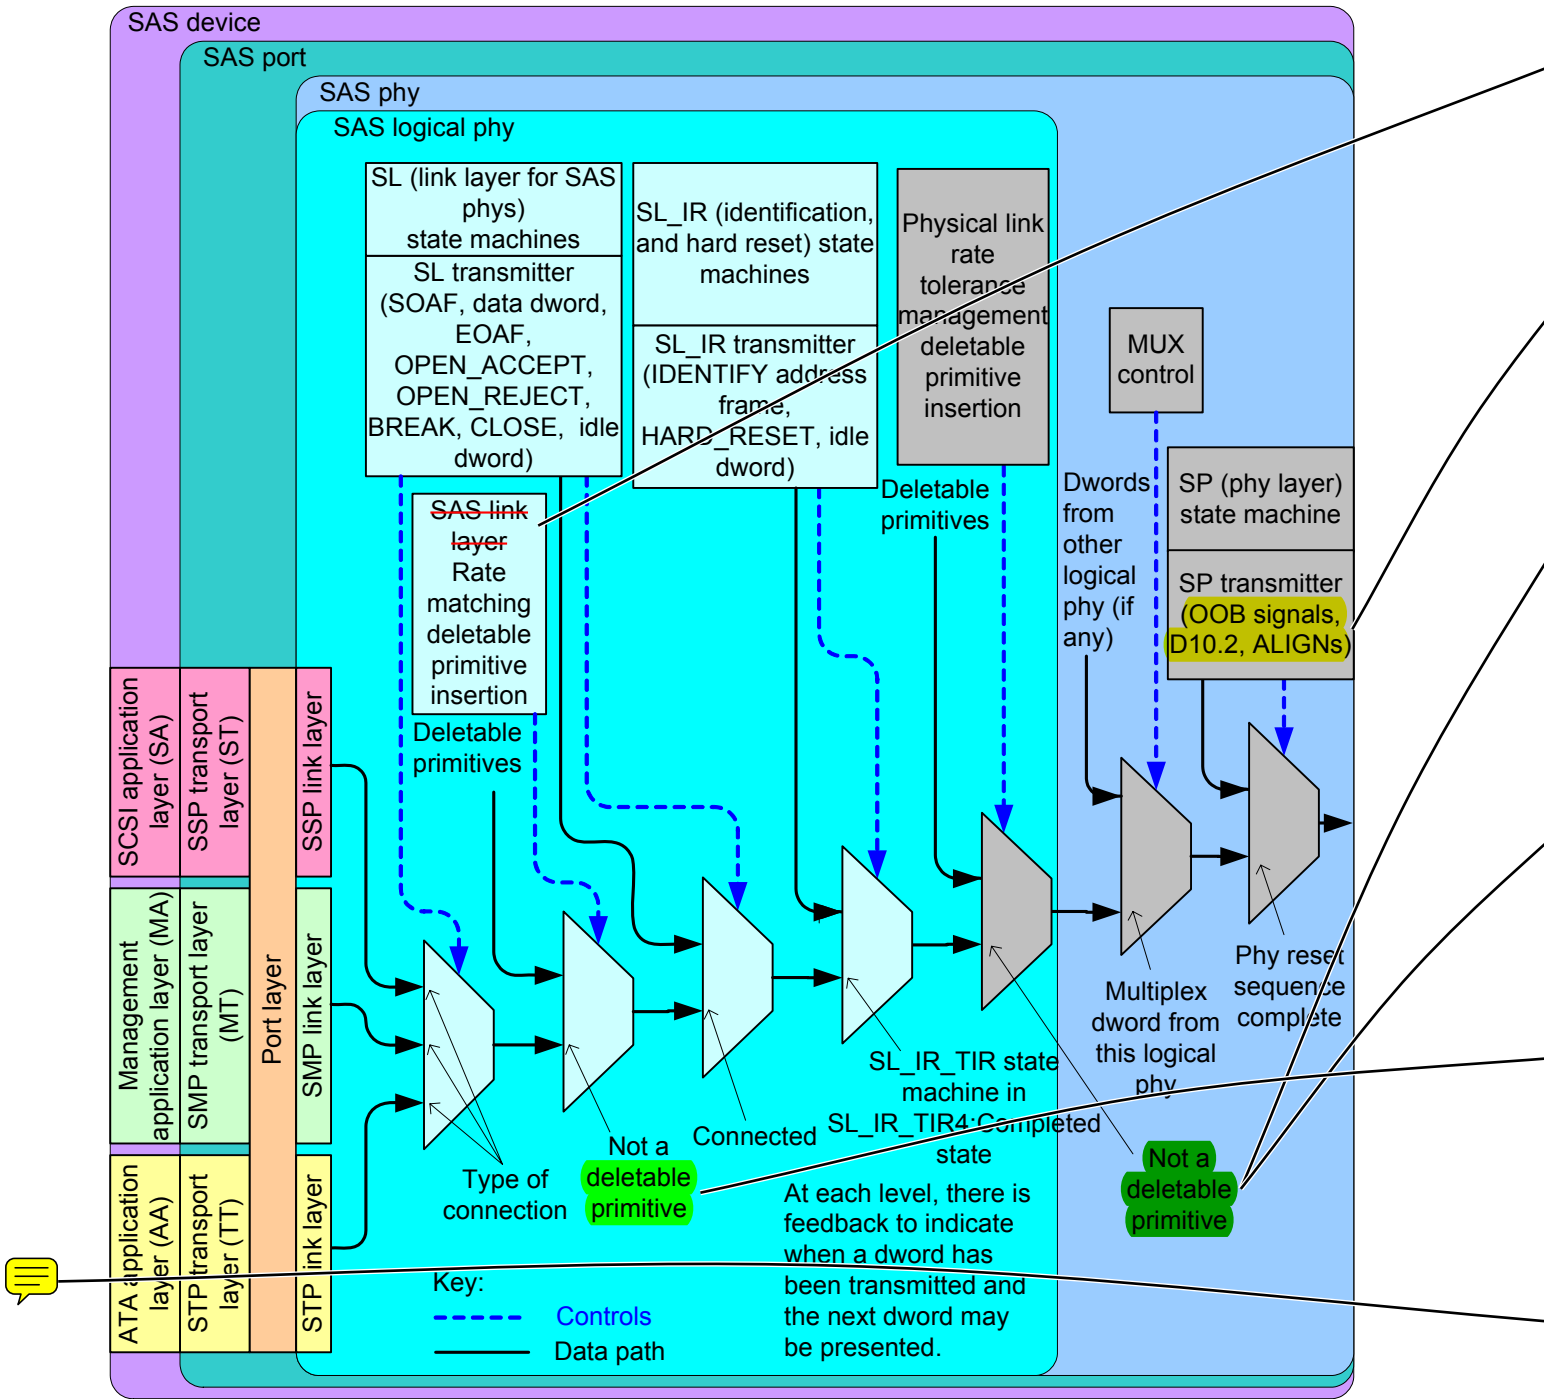 SAS device
SAS port
SAS phy
SAS logical phy
SL (link layer for SAS
phys)
state machines
SL transmitter
(SOAF, data dword,
EOAF,
OPEN_ACCEPT,
OPEN_REJECT,
BREAK, CLOSE,  idle
dword)
SL_IR (identification,
and hard reset) state
machines
SL_IR transmitter
(IDENTIFY address
frame,
HARD_RESET, idle
dword)
Physical link
rate
tolerance
management
deletable
primitive
insertion
MUX
control
SP (phy layer)
state machine
SP transmitter
(OOB signals,
D10.2, ALIGNs)
SAS link
layer
Rate
matching
deletable
primitive
insertion
Deletable
primitives
Deletable
primitives
Dwords
from
other
logical
phy (if
any)
SCSI application
layer (SA)
SSP transport
layer (ST)
SSP link layer
Management
application layer (MA)
SMP transport layer
(MT)
Port layer
SMP link layer
ATA application
layer (AA)
STP transport
layer (TT)
STP link layer
Type of
connection
Not a
deletable
primitive
Connected
SL_IR_TIR state
machine in
SL_IR_TIR4:Completed
state
Not a
deletable
primitive
Multiplex
dword from
this logical
phy
Phy reset
sequence
complete
At each level, there is
feedback to indicate
when a dword has
been transmitted and
the next dword may
be presented.
Key:
Controls
Data path